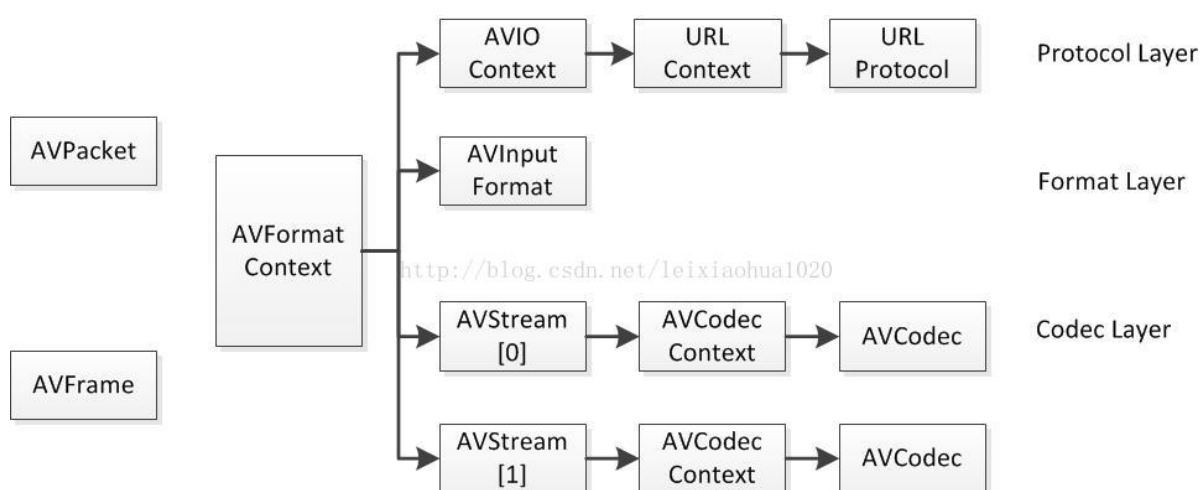 AVIO
Context
URL
Context
URL
Protocol
Protocol Layer
AVPacket
AVInput
Format
Format Layer
AVFormat
Context
http://blog.csdn.net/leixiaohua1020
AVStream
[0]
AVCodec
Context
AVCodec
Codec Layer
AVFrame
AVStream
[1]
AVCodec
Context
AVCodec